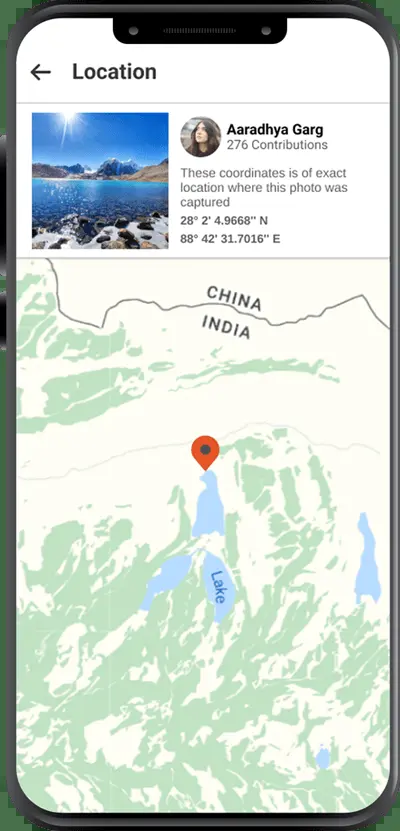 Location
Aaradhya Garg
276 Contributions
These coordinates is of exact
location where this photo was
captured
28° 2' 4.9668'' N
88° 42' 31.7016'' E
CHINA
INDIA
Lake